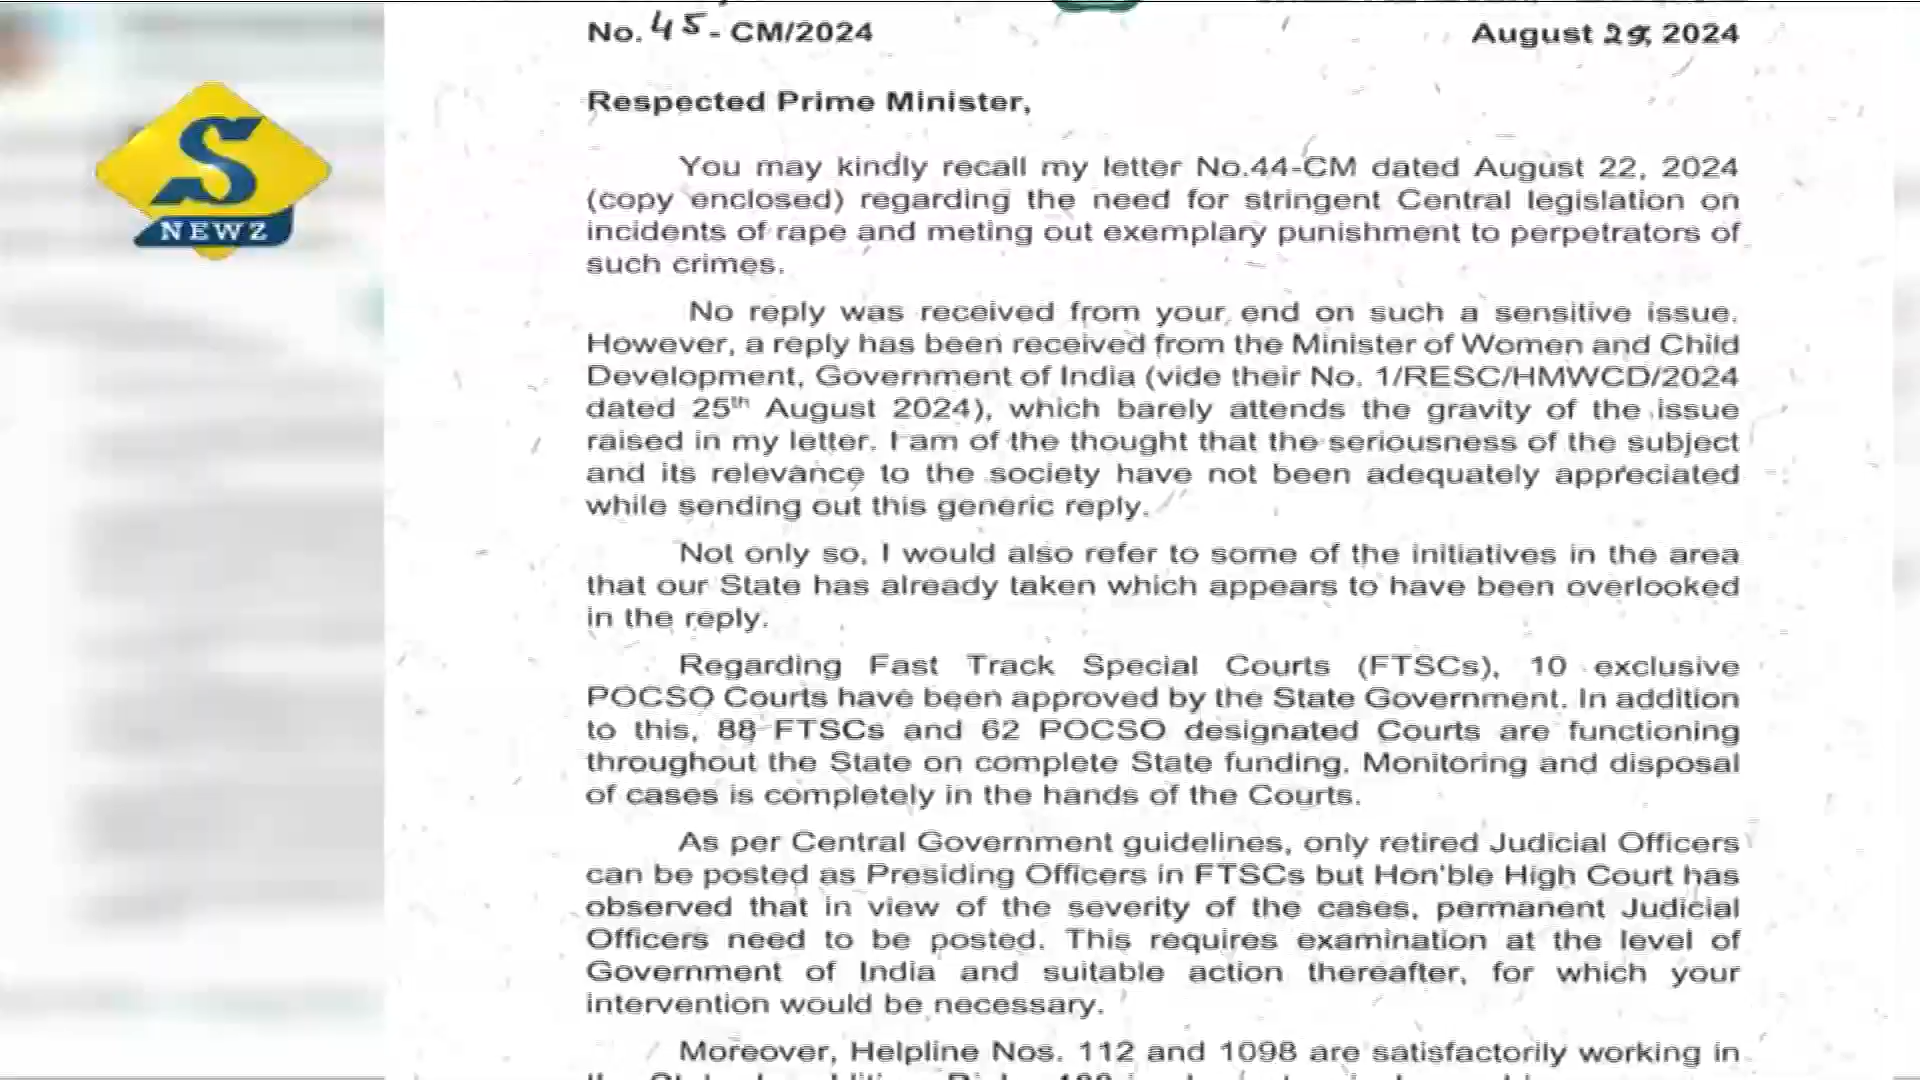 No. 45 - CM/2024 August 29, 2024
S
NEWZ
Respected Prime Minister,
You may kindly recall my letter No.44-CM dated August 22, 2024
(copy enclosed) regarding the need for stringent Central legislation on
incidents of rape and meting out exemplary punishment to perpetrators of
such crimes.
No reply was received from your end on such a sensitive issue.
However, a reply has been received from the Minister of Women and Child
Development, Government of India (vide their No. 1/RESC/HMWCD/2024
dated 25th August 2024), which barely attends the gravity of the issue
raised in my letter. I am of the thought that the seriousness of the subject
and its relevance to the society have not been adequately appreciated
while sending out this generic reply.
Not only so, I would also refer to some of the initiatives in the area
that our State has already taken which appears to have been overlooked
in the reply.
Regarding Fast Track Special Courts (FTSCs), 10 exclusive
POCSO Courts have been approved by the State Government. In addition
to this, 88 FTSCs and 62 POCSO designated Courts are functioning
throughout the State on complete State funding. Monitoring and disposal
of cases is completely in the hands of the Courts.
As per Central Government guidelines, only retired Judicial Officers
can be posted as Presiding Officers in FTSCs but Hon'ble High Court has
observed that in view of the severity of the cases, permanent Judicial
Officers need to be posted. This requires examination at the level of
Government of India and suitable action thereafter, for which your
intervention would be necessary.
Moreover, Helpline Nos. 112 and 1098 are satisfactorily working in